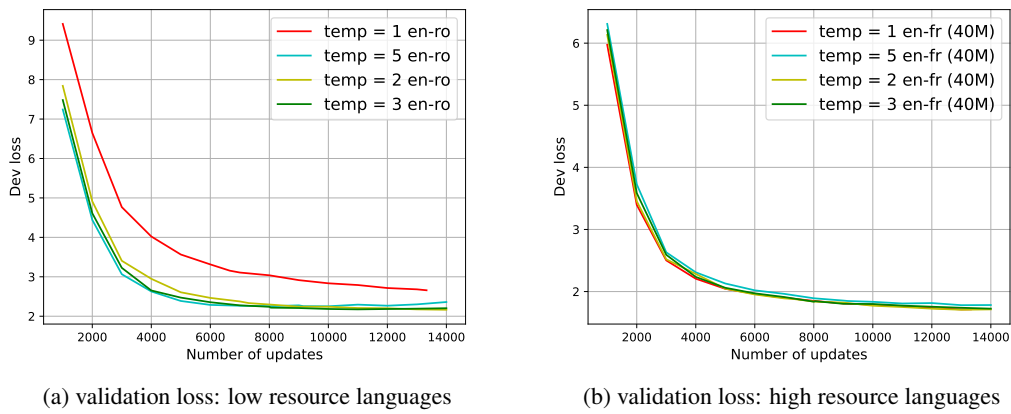 temp = 1 en-ro
temp = 5 en-ro
temp = 2 en-ro
temp = 3 en-ro
9
8
7
6
5
4
3
2
Dev loss
2000 4000 6000 8000 10000 12000 14000
Number of updates
(a) validation loss: low resource languages
temp = 1 en-fr (40M)
temp = 5 en-fr (40M)
temp = 2 en-fr (40M)
temp = 3 en-fr (40M)
6
5
4
3
2
Dev loss
2000 4000 6000 8000 10000 12000 14000
Number of updates
(b) validation loss: high resource languages